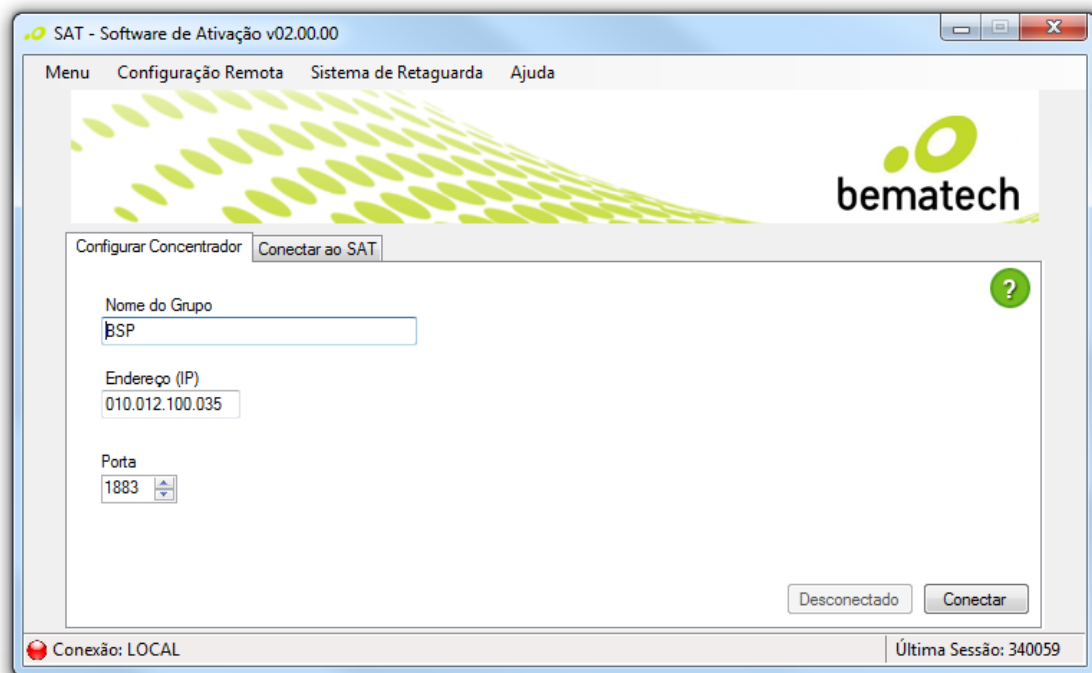 SAT - Software de Ativação v02.00.00
Menu Configuração Remota Sistema de Retaguarda Ajuda
bematech
Configurar Concentrador Conectar ao SAT
?
Nome do Grupo
BSP
Endereço (IP)
010.012.100.035
Porta
1883
Desconectado Conectar
Conexão: LOCAL Última Sessão: 340059